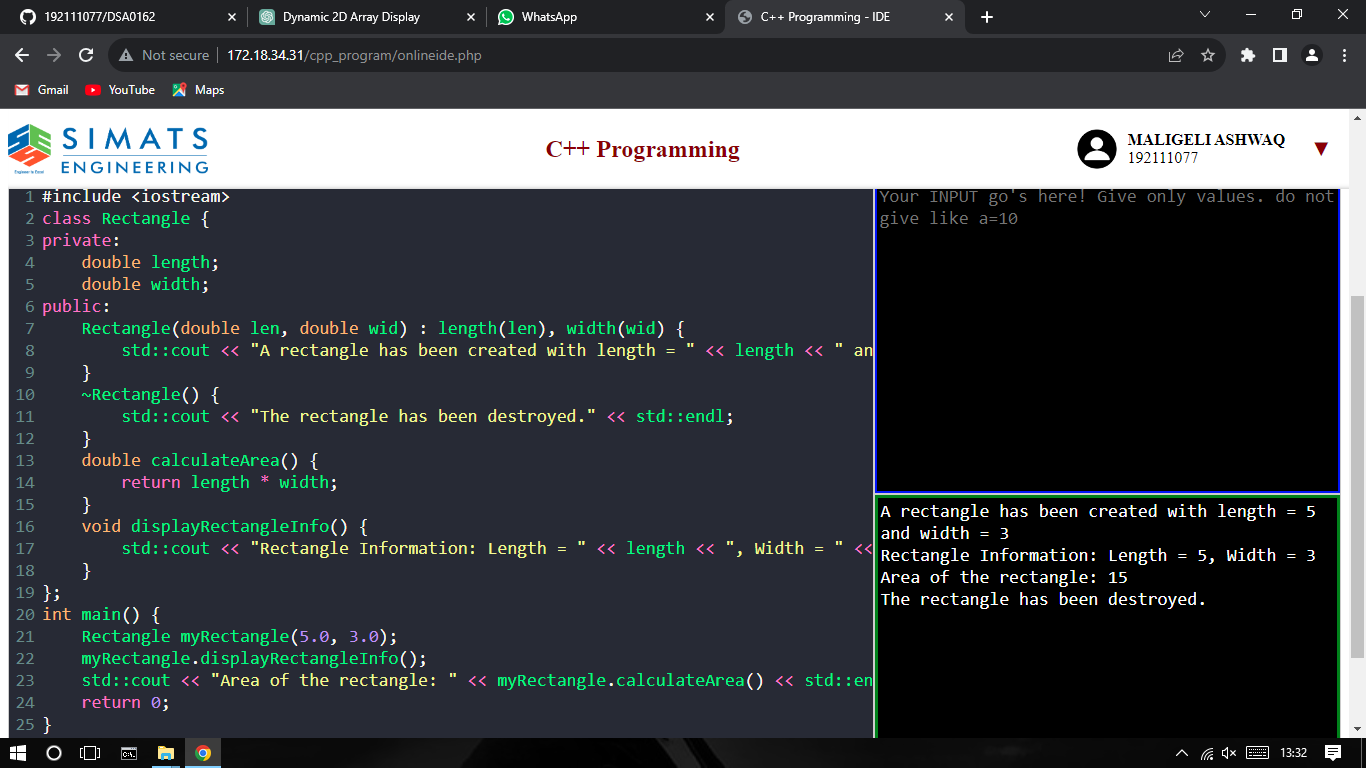 192111077/DSA0162
Dynamic 2D Array Display
WhatsApp
C++ Programming - IDE
Not secure
172.18.34.31/cpp_program/onlineide.php
Gmail
YouTube
Maps
SIMATS
ENGINEERING
Engineer to Excel
C++ Programming
MALIGELI ASHWAQ
192111077
1 #include <iostream>
2 class Rectangle {
3 private:
4     double length;
5     double width;
6 public:
7     Rectangle(double len, double wid) : length(len), width(wid) {
8         std::cout << "A rectangle has been created with length = " << length << " an
9     }
10     ~Rectangle() {
11         std::cout << "The rectangle has been destroyed." << std::endl;
12     }
13     double calculateArea() {
14         return length * width;
15     }
16     void displayRectangleInfo() {
17         std::cout << "Rectangle Information: Length = " << length << ", Width = " <<
18     }
19 };
20 int main() {
21     Rectangle myRectangle(5.0, 3.0);
22     myRectangle.displayRectangleInfo();
23     std::cout << "Area of the rectangle: " << myRectangle.calculateArea() << std::en
24     return 0;
25 }
Your INPUT go's here! Give only values. do not
give like a=10
A rectangle has been created with length = 5
and width = 3
Rectangle Information: Length = 5, Width = 3
Area of the rectangle: 15
The rectangle has been destroyed.
13:32